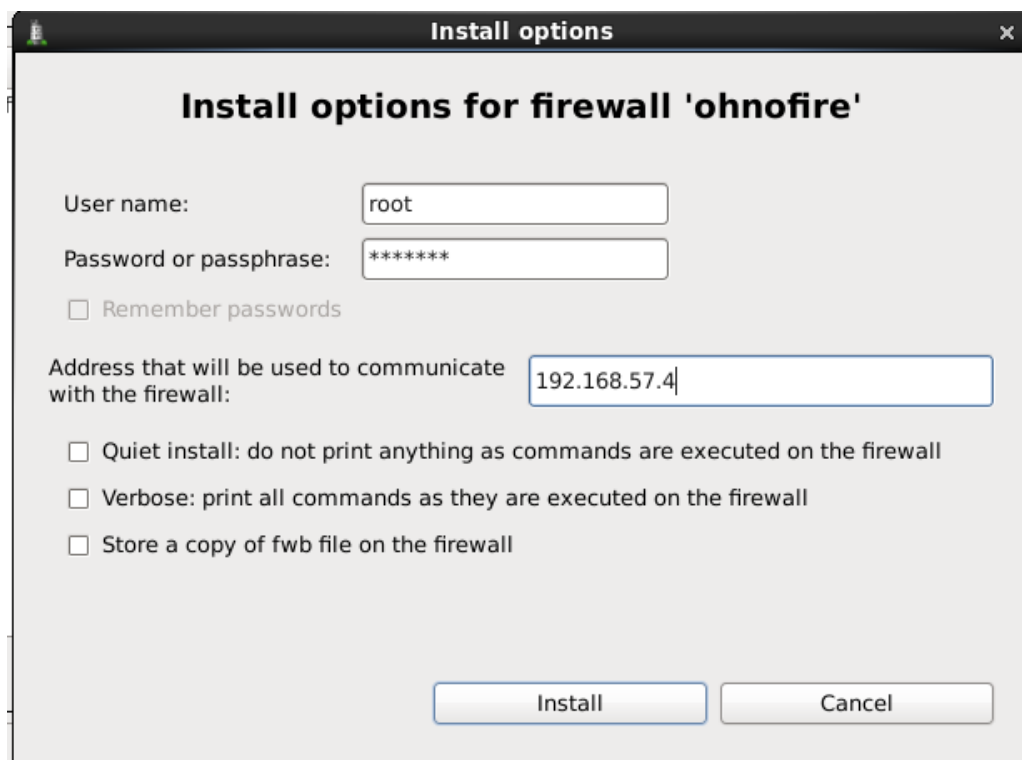 Install options
Install options for firewall 'ohnofire'
User name:
root
Password or passphrase:
*******
Remember passwords
Address that will be used to communicate
with the firewall:
192.168.57.4
Quiet install: do not print anything as commands are executed on the firewall
Verbose: print all commands as they are executed on the firewall
Store a copy of fwb file on the firewall
Install
Cancel